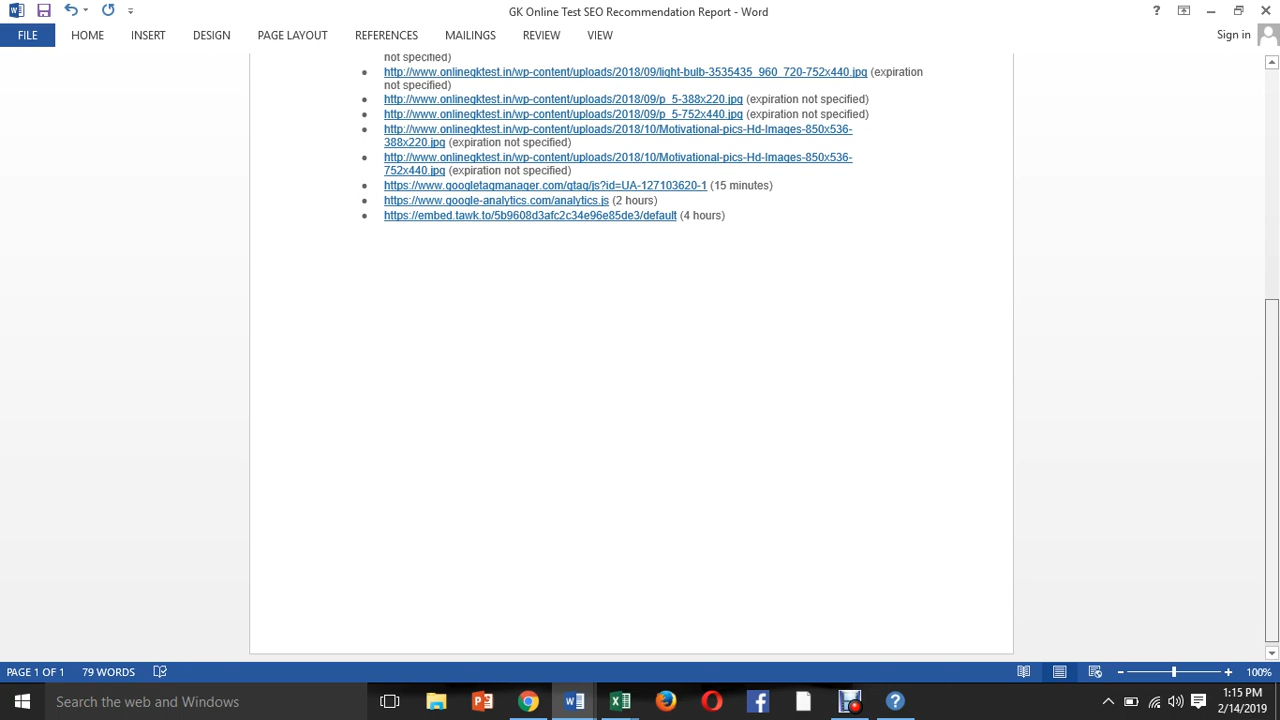 GK Online Test SEO Recommendation Report - Word
?
FILE HOME INSERT DESIGN PAGE LAYOUT REFERENCES MAILINGS REVIEW VIEW Sign in
not specified)
http://www.onlinegktest.in/wp-content/uploads/2018/09/light-bulb-3535435_960_720-752x440.jpg (expiration
not specified)
http://www.onlinegktest.in/wp-content/uploads/2018/09/p_5-388x220.jpg (expiration not specified)
http://www.onlinegktest.in/wp-content/uploads/2018/09/p_5-752x440.jpg (expiration not specified)
http://www.onlinegktest.in/wp-content/uploads/2018/10/Motivational-pics-Hd-Images-850x536-
388x220.jpg (expiration not specified)
http://www.onlinegktest.in/wp-content/uploads/2018/10/Motivational-pics-Hd-Images-850x536-
752x440.jpg (expiration not specified)
https://www.googletagmanager.com/gtag/js?id=UA-127103620-1 (15 minutes)
https://www.google-analytics.com/analytics.js (2 hours)
https://embed.tawk.to/5b9608d3afc2c34e96e85de3/default (4 hours)
PAGE 1 OF 1 79 WORDS 100%
Search the web and Windows
1:15 PM
2/14/2019